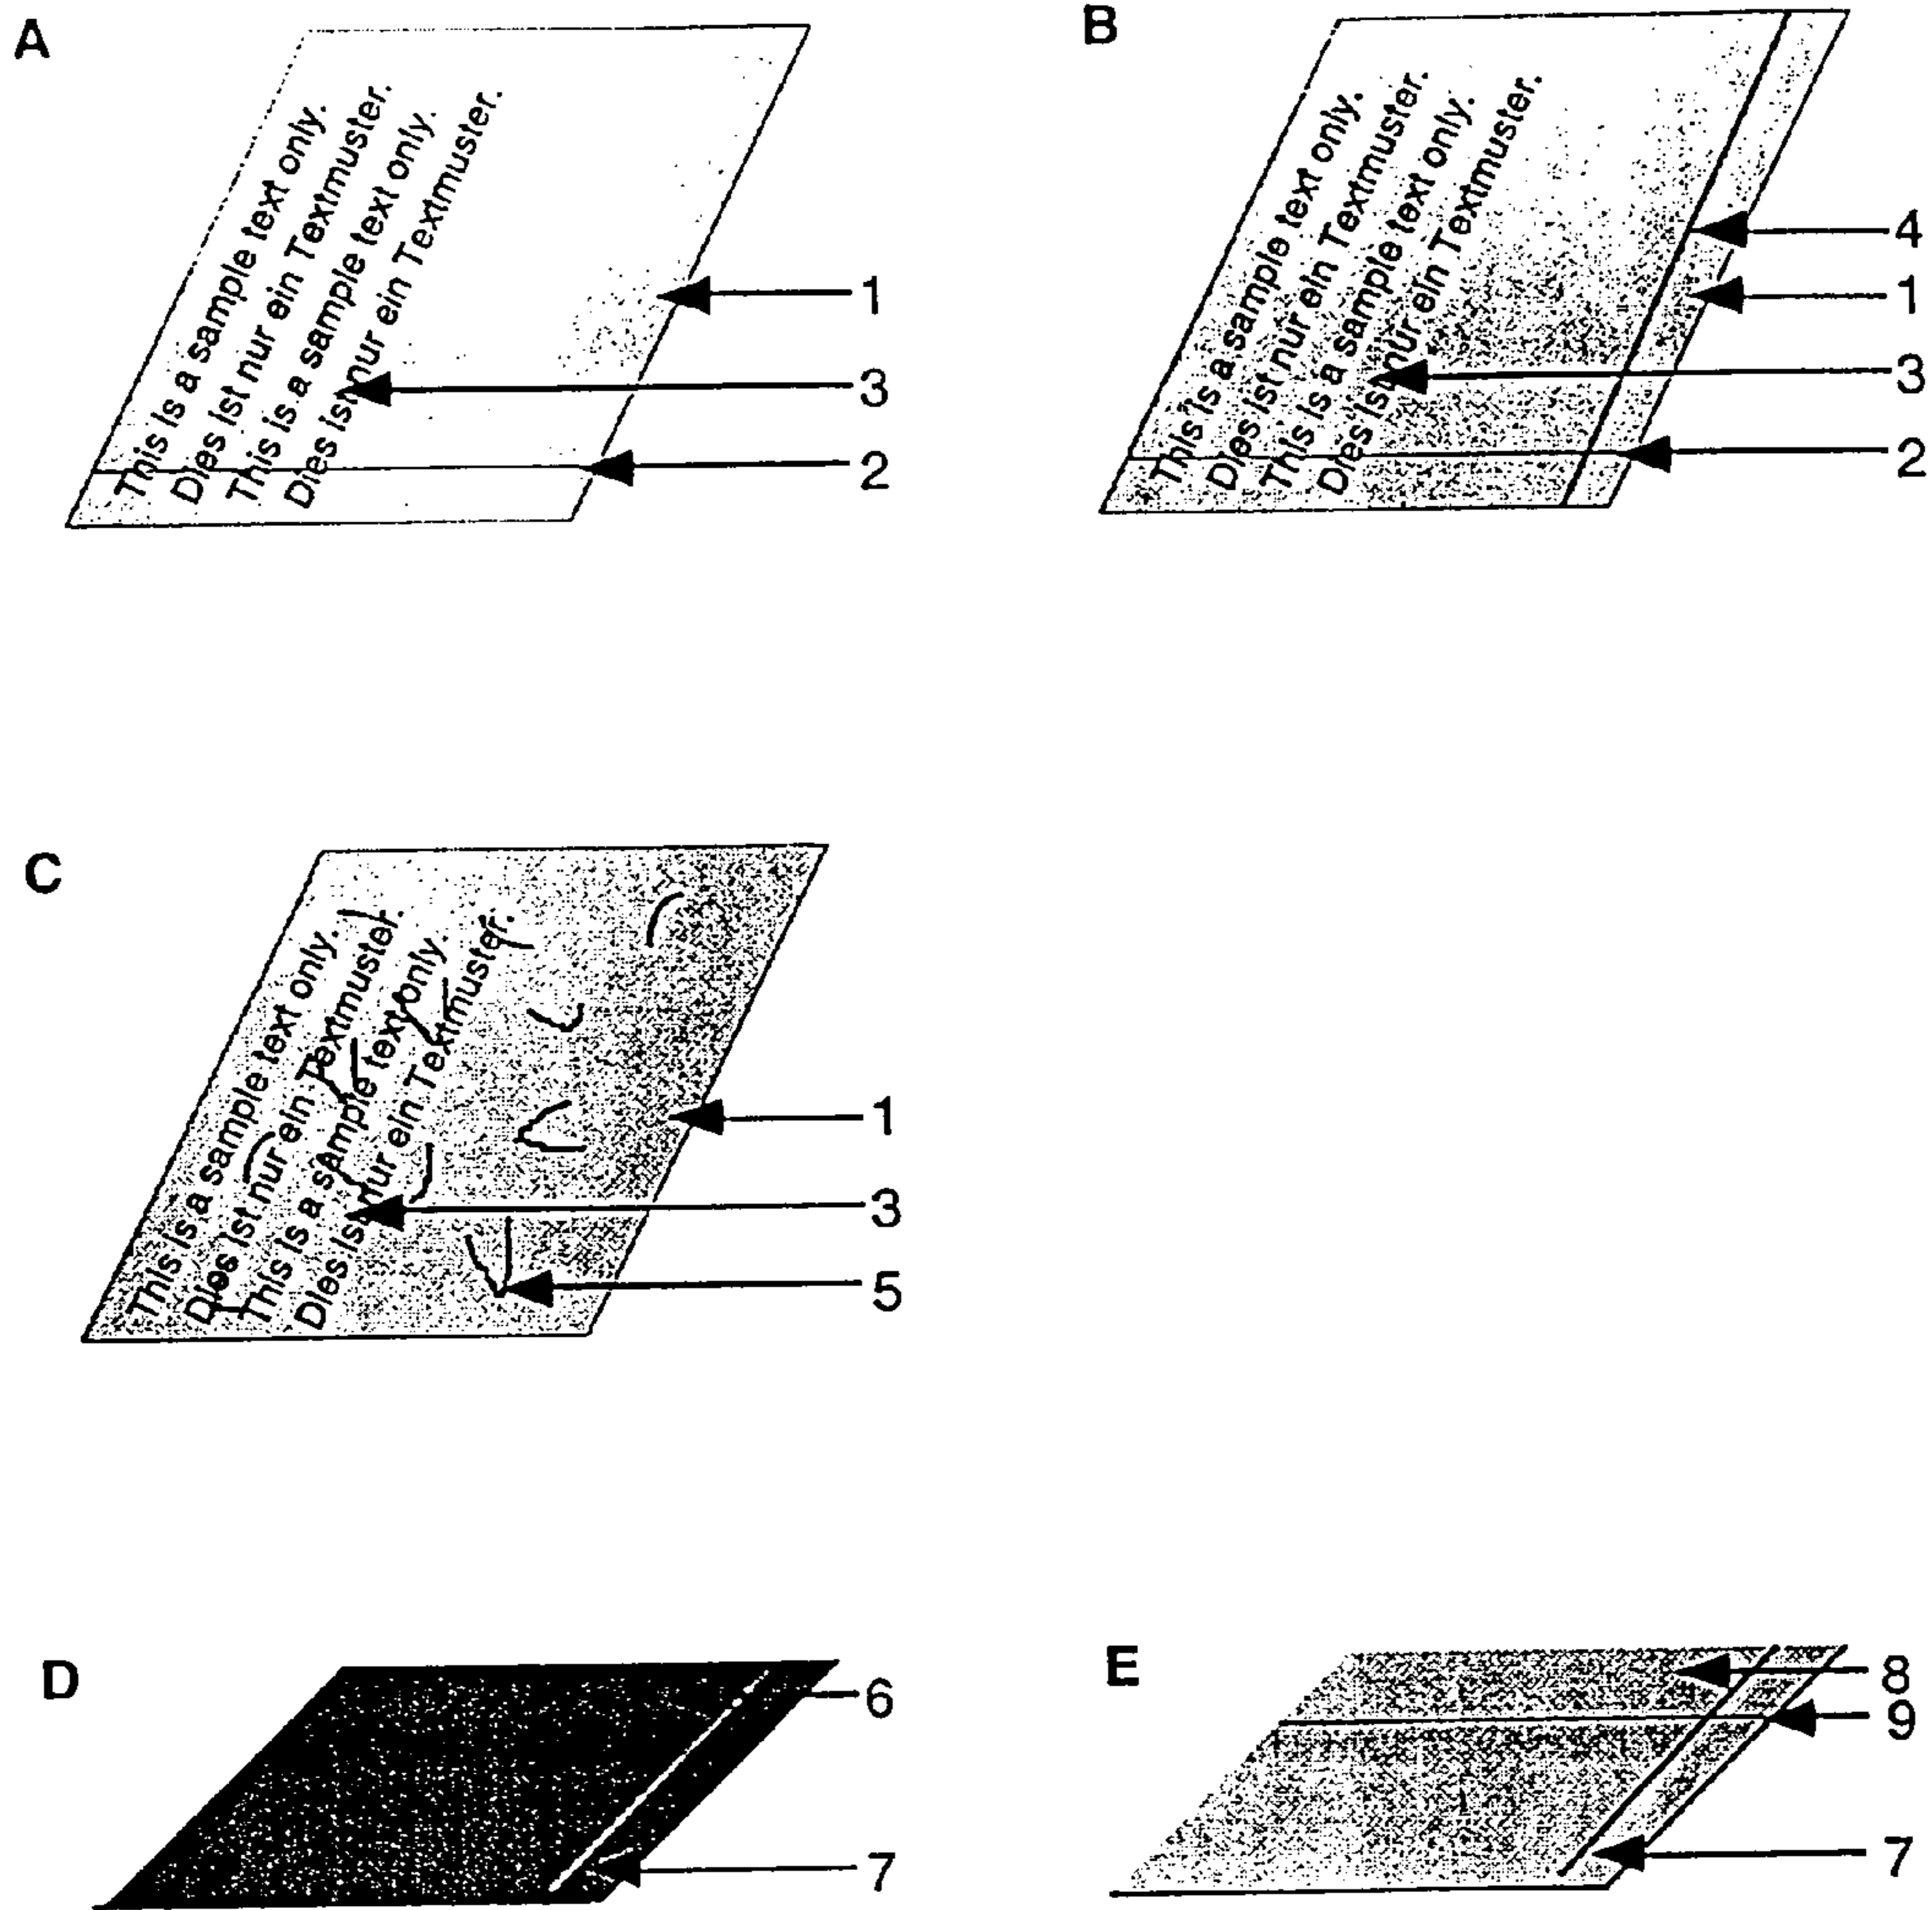 A
This is a sample text only.
Dies ist nur ein Textmuster.
This is a sample text only.
Dies ist nur ein Textmuster.
1
3
2
B
This is a sample text only.
Dies ist nur ein Textmuster.
This is a sample text only.
Dies ist nur ein Textmuster.
4
1
3
2
C
This is a sample text only.
Dies ist nur ein Textmuster.
This is a sample text only.
Dies ist nur ein Textmuster.
1
3
5
D
6
7
E
8
9
7